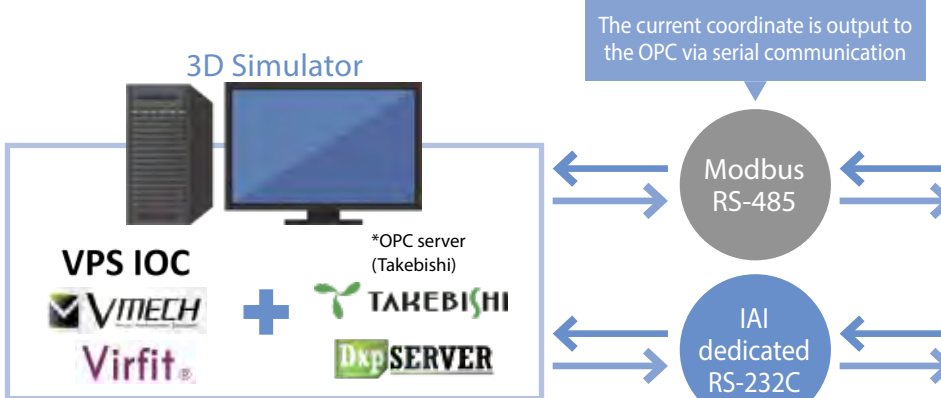 The current coordinate is output to
the OPC via serial communication
3D Simulator
Modbus
RS-485
*OPC server
(Takebishi)
VPS IOC
VMECH
TAKEBISHI
Virfit®
DxpSERVER
IAI
dedicated
RS-232C